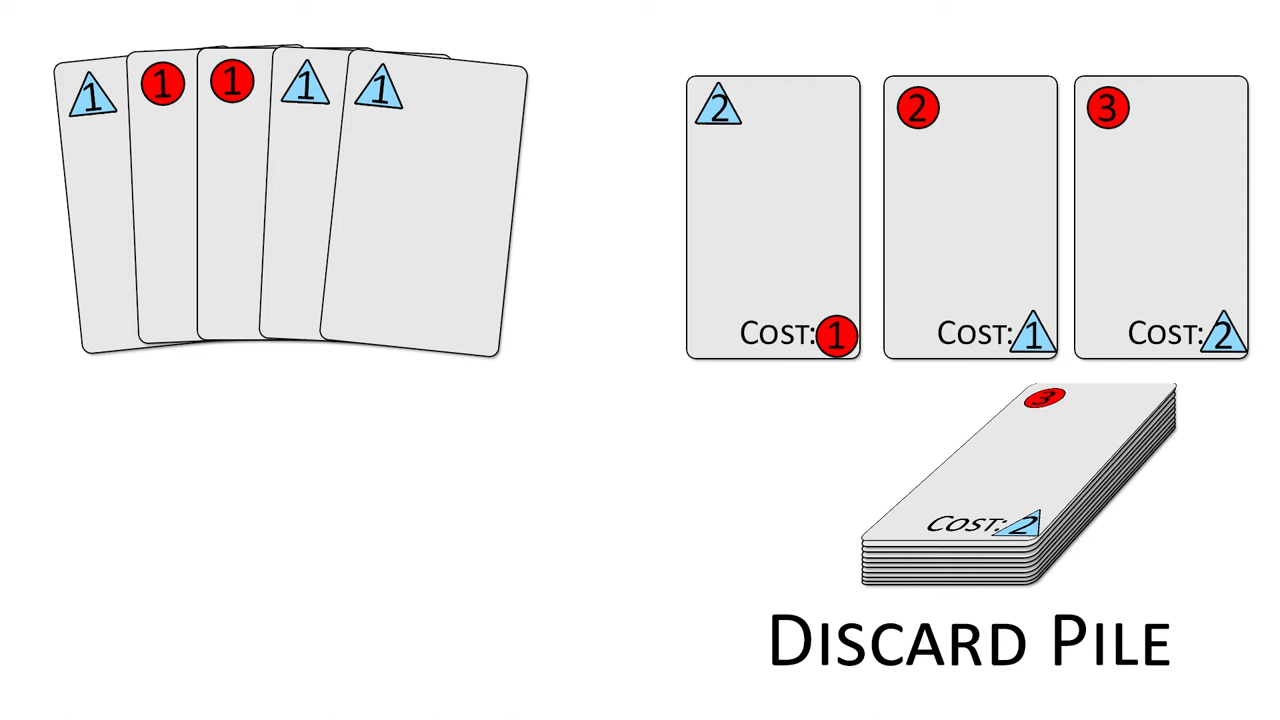 1 1 1 1 1
2 2 3
Cost: 1 Cost: 1 Cost: 2
3
Cost: 2
Discard Pile